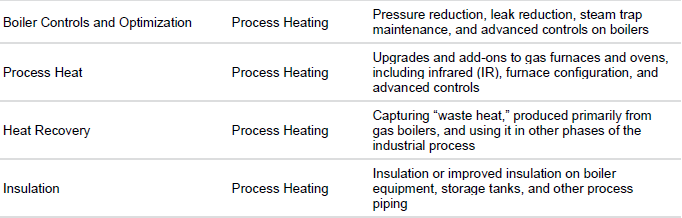 Boiler Controls and Optimization Process Heating Pressure reduction, leak reduction, steam trap
maintenance, and advanced controls on boilers
Process Heat Process Heating Upgrades and add-ons to gas furnaces and ovens,
including infrared (IR), furnace configuration, and
advanced controls
Heat Recovery Process Heating Capturing “waste heat,” produced primarily from
gas boilers, and using it in other phases of the
industrial process
Insulation Process Heating Insulation or improved insulation on boiler
equipment, storage tanks, and other process
piping